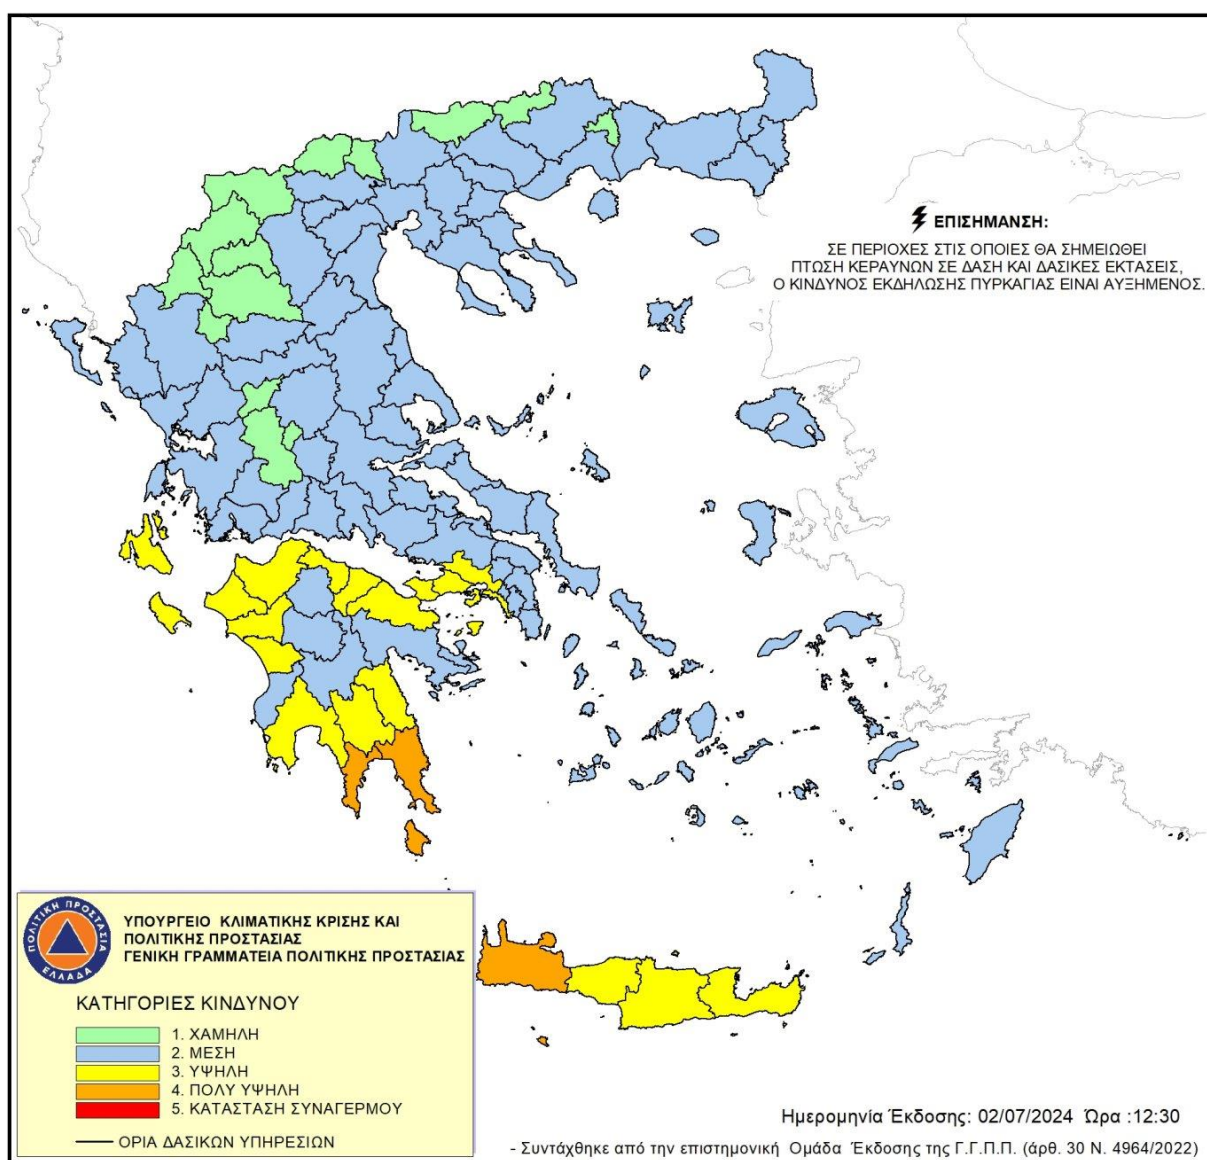 ΕΠΙΣΗΜΑΝΣΗ:
ΣΕ ΠΕΡΙΟΧΕΣ ΣΤΙΣ ΟΠΟΙΕΣ ΘΑ ΣΗΜΕΙΩΘΕΙ
ΠΤΩΣΗ ΚΕΡΑΥΝΩΝ ΣΕ ΔΑΣΗ ΚΑΙ ΔΑΣΙΚΕΣ ΕΚΤΑΣΕΙΣ,
Ο ΚΙΝΔΥΝΟΣ ΕΚΔΗΛΩΣΗΣ ΠΥΡΚΑΓΙΑΣ ΕΙΝΑΙ ΑΥΞΗΜΕΝΟΣ.
ΠΟΛΙΤΙΚΗ ΠΡΟΣΤΑΣΙΑ
ΕΛΛΑΔΑ
ΥΠΟΥΡΓΕΙΟ ΚΛΙΜΑΤΙΚΗΣ ΚΡΙΣΗΣ ΚΑΙ
ΠΟΛΙΤΙΚΗΣ ΠΡΟΣΤΑΣΙΑΣ
ΓΕΝΙΚΗ ΓΡΑΜΜΑΤΕΙΑ ΠΟΛΙΤΙΚΗΣ ΠΡΟΣΤΑΣΙΑΣ
ΚΑΤΗΓΟΡΙΕΣ ΚΙΝΔΥΝΟΥ
1. ΧΑΜΗΛΗ
2. ΜΕΣΗ
3. ΥΨΗΛΗ
4. ΠΟΛΥ ΥΨΗΛΗ
5. ΚΑΤΑΣΤΑΣΗ ΣΥΝΑΓΕΡΜΟΥ
ΟΡΙΑ ΔΑΣΙΚΩΝ ΥΠΗΡΕΣΙΩΝ
Ημερομηνία Έκδοσης: 02/07/2024 Ώρα :12:30
- Συντάχθηκε από την επιστημονική Ομάδα Έκδοσης της Γ.Γ.Π.Π. (άρθ. 30 Ν. 4964/2022)